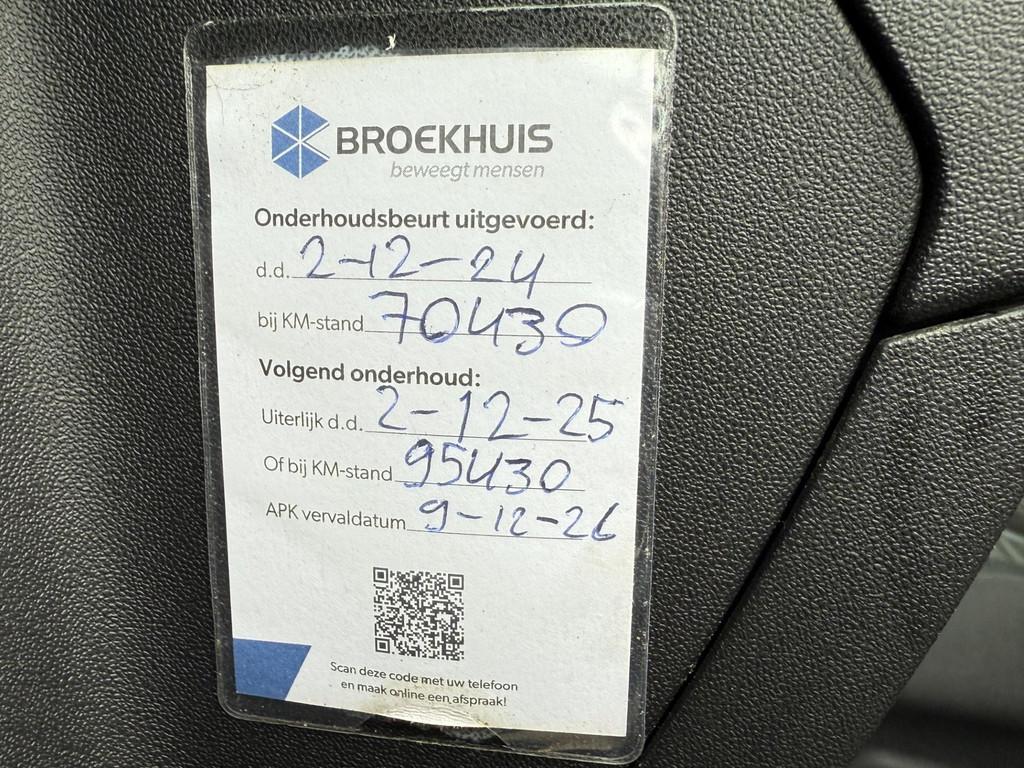 BROEKHUIS
beweegt mensen
Onderhoudsbeurt uitgevoerd:
d.d. 2-12-24
bij KM-stand 70430
Volgend onderhoud:
Uiterlijk d.d. 2-12-25
Of bij KM-stand 95430
APK vervaldatum 9-12-26
Scan deze code met uw telefoon
en maak online een afspraak!